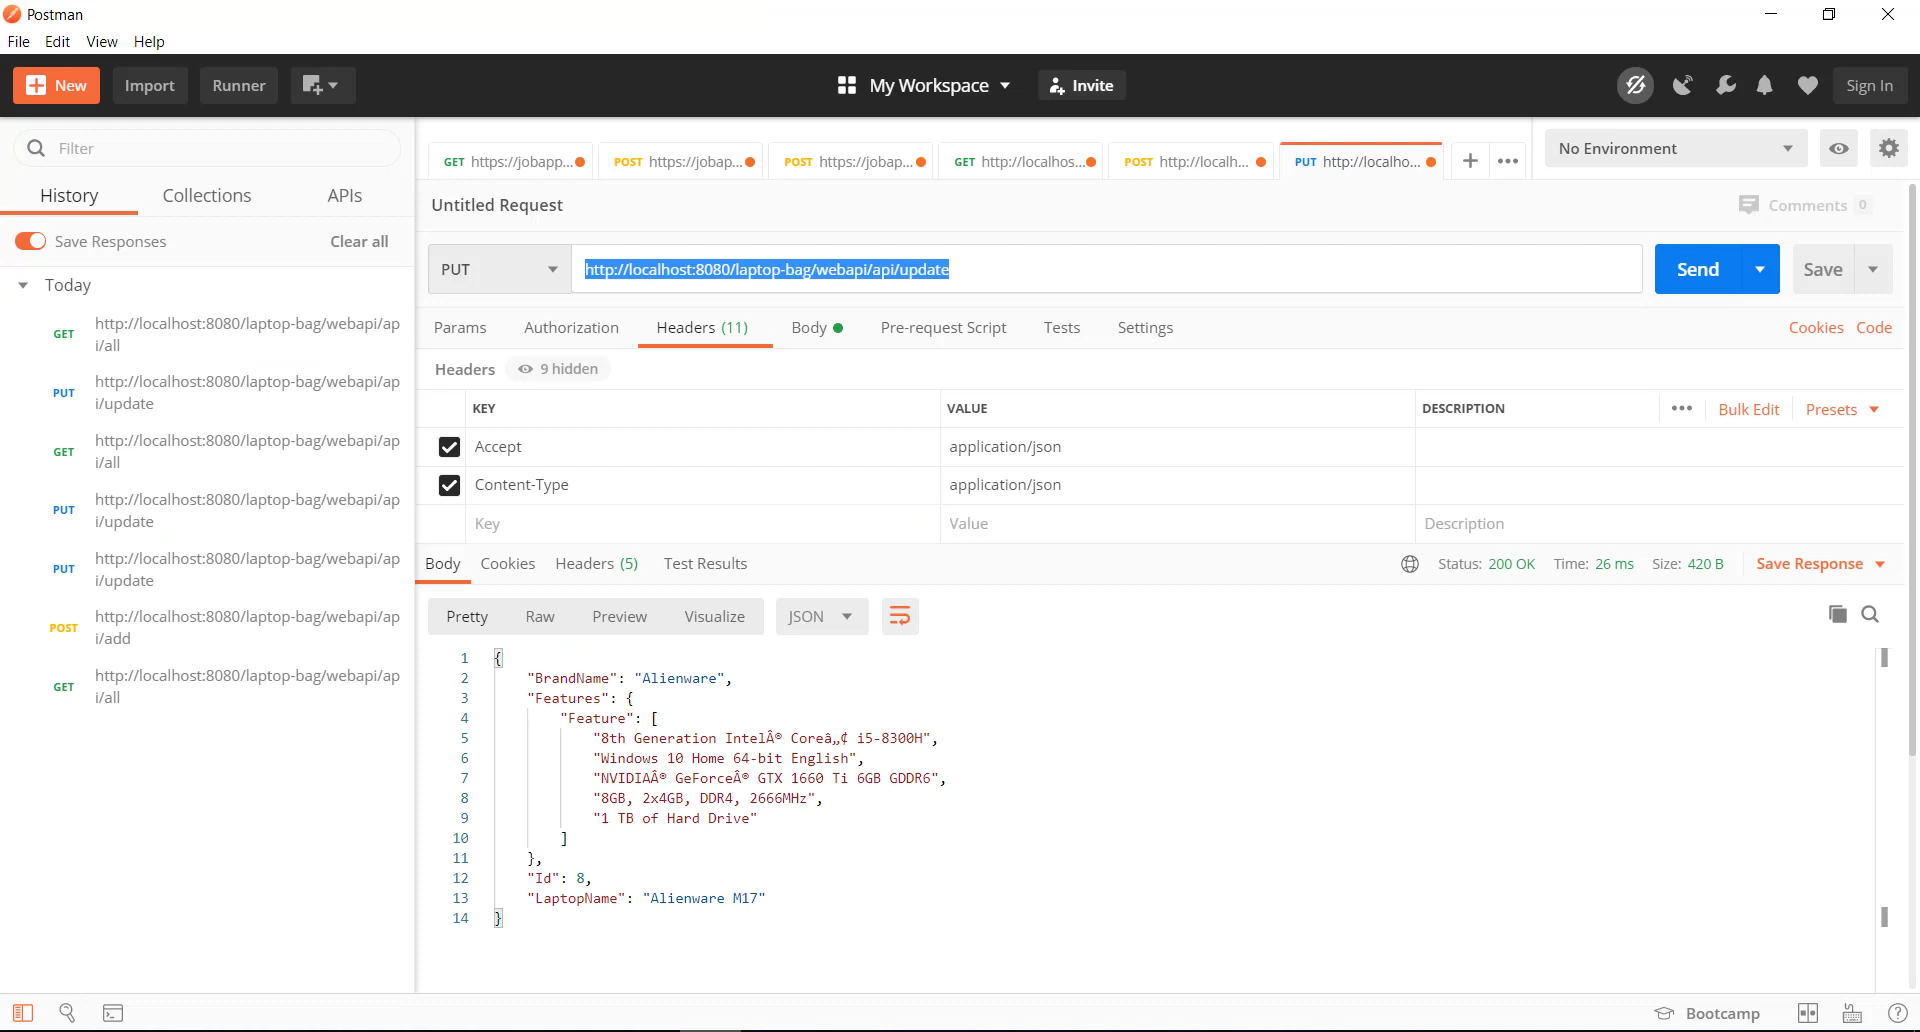 Postman
File Edit View Help
New Import Runner My Workspace Invite Sign In
Filter
History Collections APIs
Save Responses Clear all
Today
GET http://localhost:8080/laptop-bag/webapi/ap
i/all
PUT http://localhost:8080/laptop-bag/webapi/ap
i/update
GET http://localhost:8080/laptop-bag/webapi/ap
i/all
PUT http://localhost:8080/laptop-bag/webapi/ap
i/update
PUT http://localhost:8080/laptop-bag/webapi/ap
i/update
POST http://localhost:8080/laptop-bag/webapi/ap
i/add
GET http://localhost:8080/laptop-bag/webapi/ap
i/all
GET https://jobapp... POST https://jobap... POST https://jobap... GET http://localhos... POST http://localh... PUT http://localho... No Environment
Untitled Request Comments 0
PUT http://localhost:8080/laptop-bag/webapi/api/update Send Save
Params Authorization Headers (11) Body Pre-request Script Tests Settings Cookies Code
Headers 9 hidden
KEY VALUE DESCRIPTION Bulk Edit Presets
Accept application/json
Content-Type application/json
Key Value Description
Body Cookies Headers (5) Test Results Status: 200 OK Time: 26 ms Size: 420 B Save Response
Pretty Raw Preview Visualize JSON
1 {
2 "BrandName": "Alienware",
3 "Features": {
4 "Feature": [
5 "8th Generation IntelÂ® Coreâ„¢ i5-8300H",
6 "Windows 10 Home 64-bit English",
7 "NVIDIAÂ® GeForceÂ® GTX 1660 Ti 6GB GDDR6",
8 "8GB, 2x4GB, DDR4, 2666MHz",
9 "1 TB of Hard Drive"
10 ]
11 },
12 "Id": 8,
13 "LaptopName": "Alienware M17"
14 }
Bootcamp